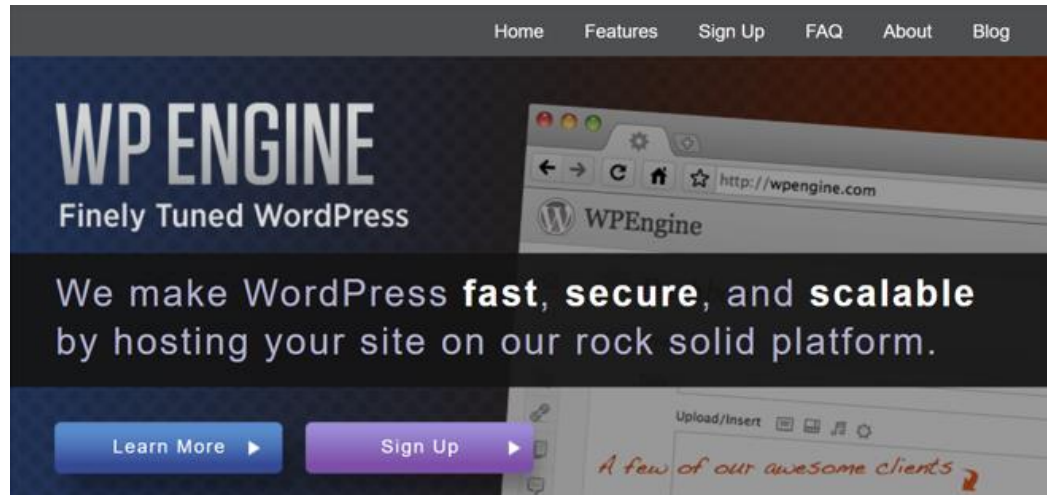 Home Features Sign Up FAQ About Blog
WP ENGINE
Finely Tuned WordPress
http://wpengine.com
WPEngine
We make WordPress fast, secure, and scalable
by hosting your site on our rock solid platform.
Learn More Sign Up
Upload/Insert
A few of our awesome clients